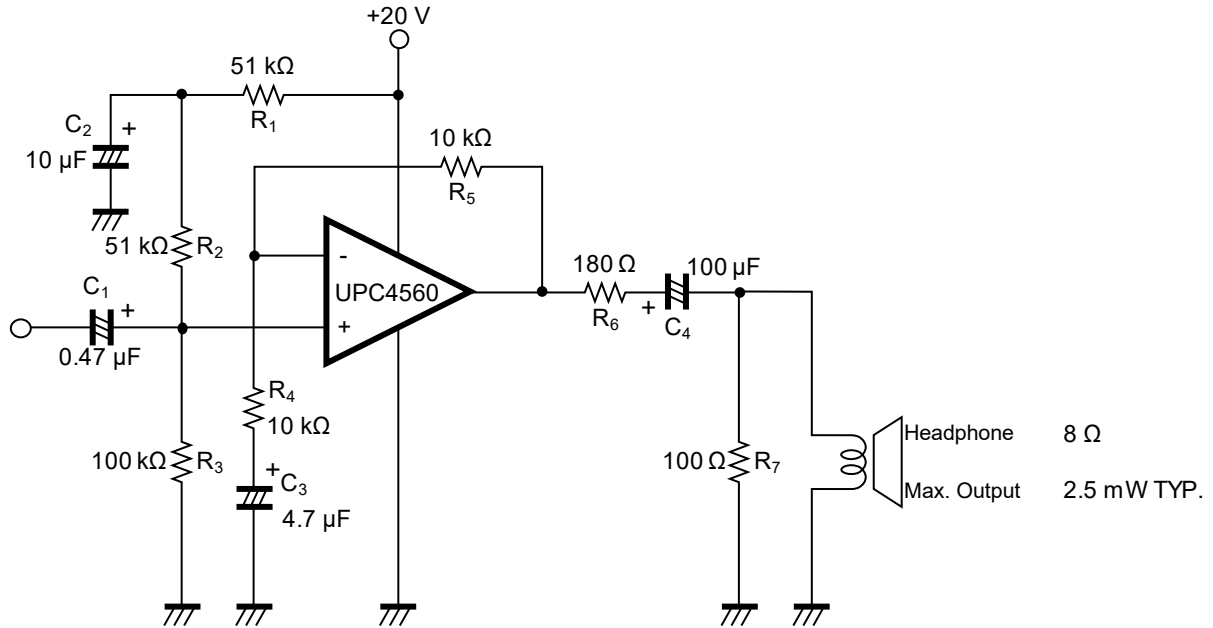 +20 V
51 kΩ
R1
C2
+
10 µF
10 kΩ
R5
51 kΩ R2
-
UPC4560
+
180 Ω
R6
100 µF
+
C4
C1
+
0.47 µF
R4
10 kΩ
100 kΩ R3
+
C3
4.7 µF
100 Ω R7
Headphone 8 Ω
Max. Output 2.5 mW TYP.